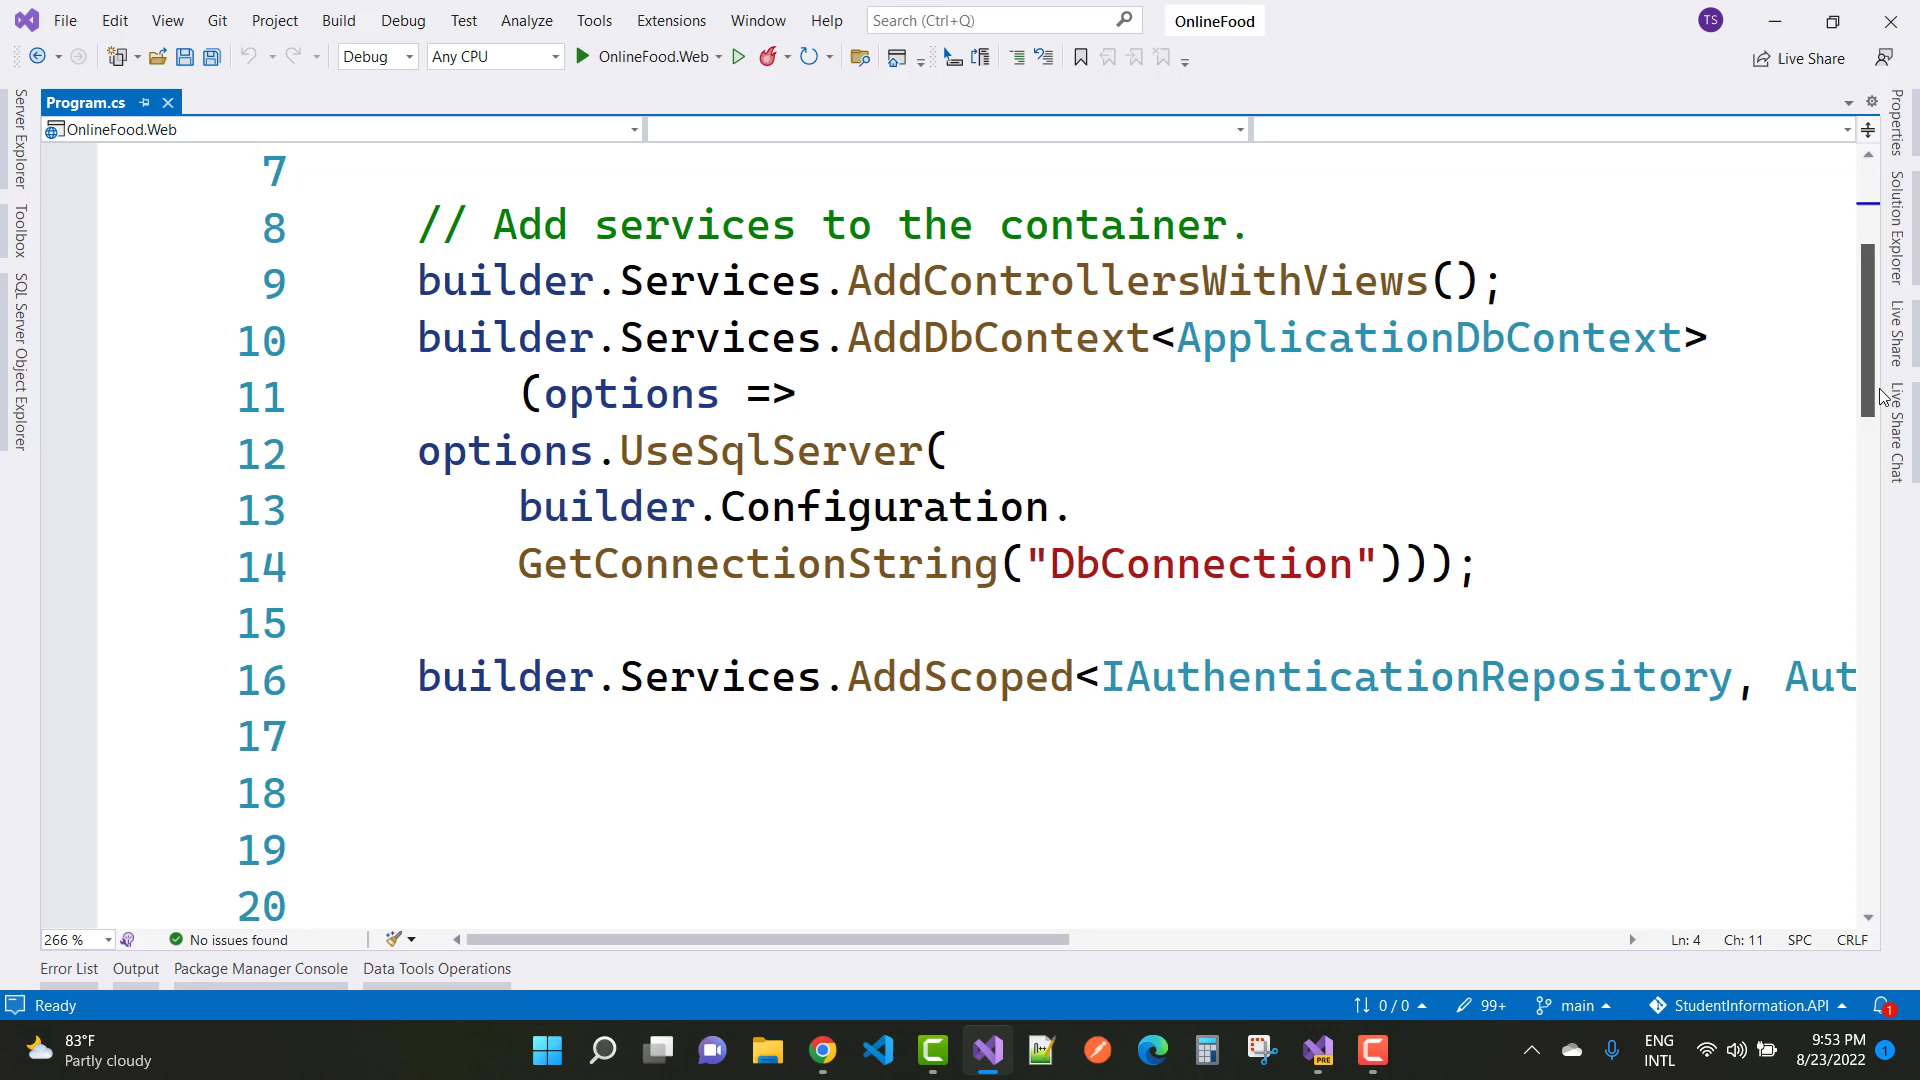 File Edit View Git Project Build Debug Test Analyze Tools Extensions Window Help Search (Ctrl+Q) OnlineFood TS
Debug Any CPU OnlineFood.Web Live Share
Program.cs
OnlineFood.Web
Server Explorer
Toolbox
SQL Server Object Explorer
7
8 // Add services to the container.
9 builder.Services.AddControllersWithViews();
10 builder.Services.AddDbContext<ApplicationDbContext>
11 (options =>
12 options.UseSqlServer(
13 builder.Configuration.
14 GetConnectionString("DbConnection")));
15
16 builder.Services.AddScoped<IAuthenticationRepository, Aut
17
18
19
20
Properties
Solution Explorer
Live Share
Live Share Chat
266 % No issues found Ln: 4 Ch: 11 SPC CRLF
Error List Output Package Manager Console Data Tools Operations
Ready 0 / 0 99+ main StudentInformation.API 1
83°F
Partly cloudy
PRE
ENG
INTL
9:53 PM
8/23/2022
1